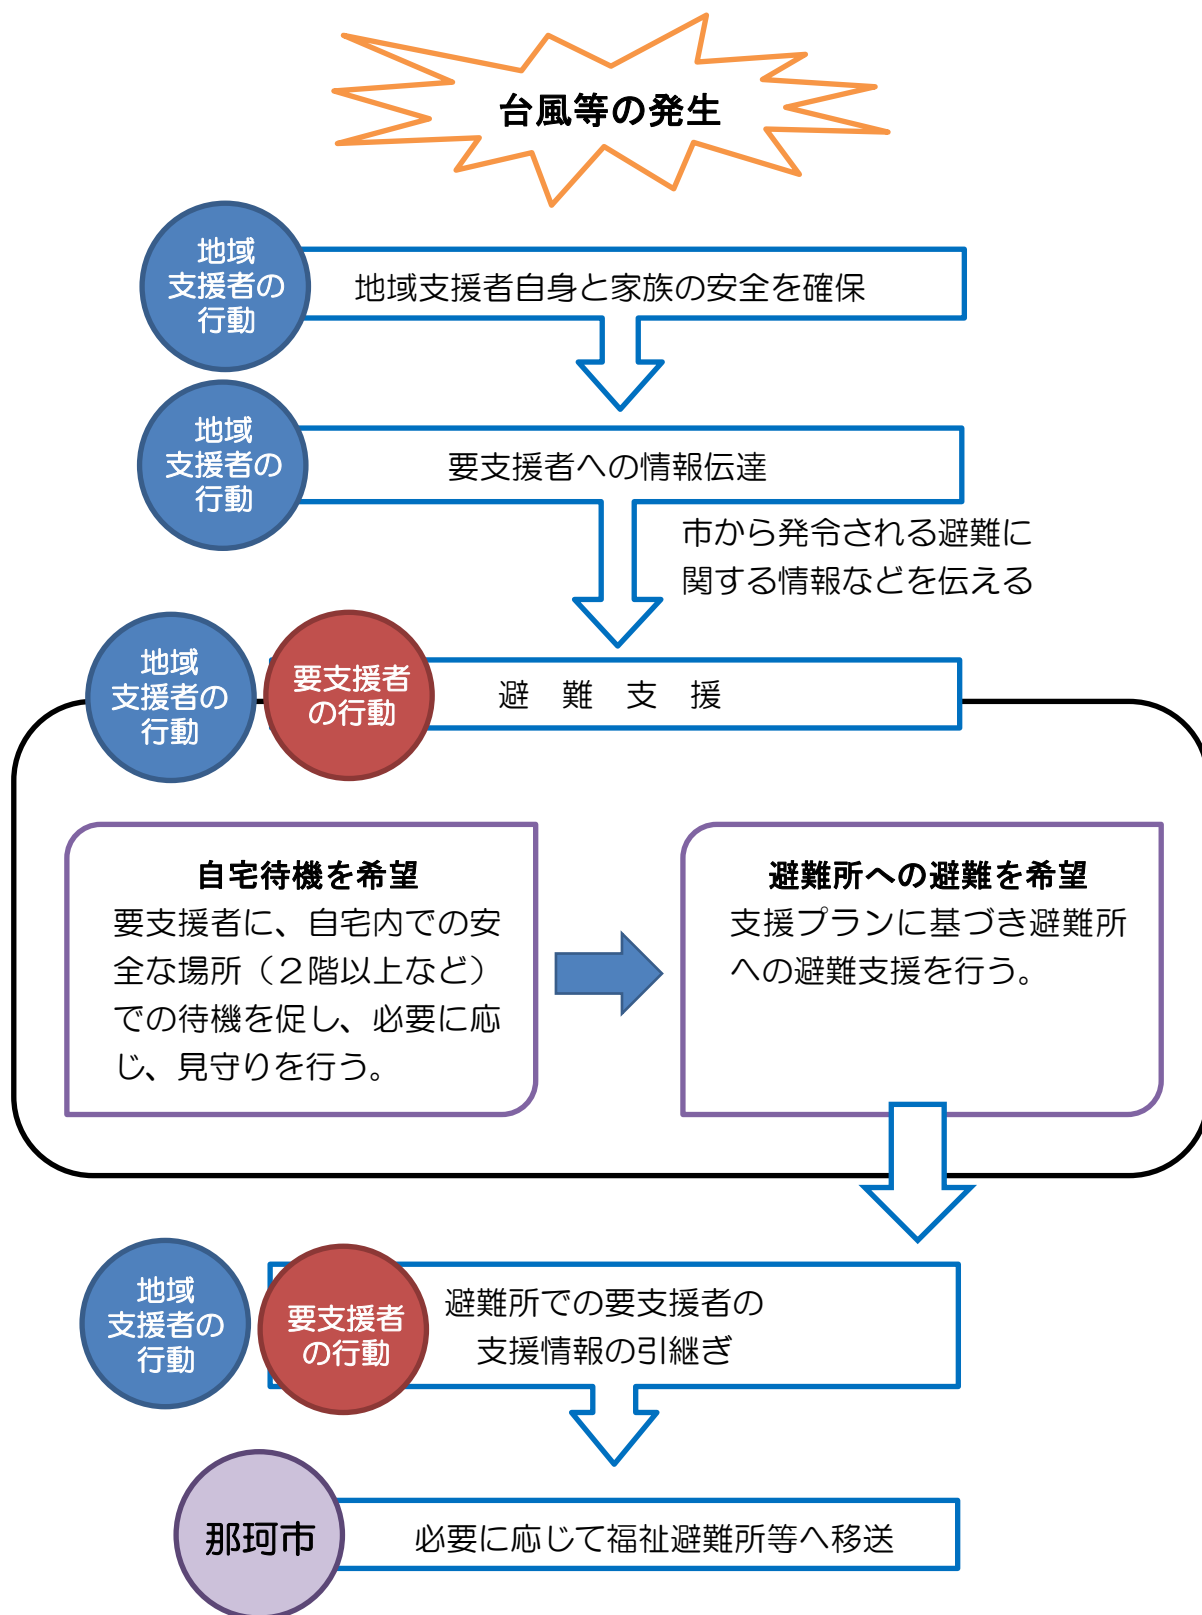 台風等の発生
地域
支援者の
行動
地域支援者自身と家族の安全を確保
地域
支援者の
行動
要支援者への情報伝達
市から発令される避難に
関する情報などを伝える
地域
支援者の
行動
要支援者
の行動
避　難　支　援
自宅待機を希望
要支援者に、自宅内での安
全な場所（２階以上など）
での待機を促し、必要に応
じ、見守りを行う。
避難所への避難を希望
支援プランに基づき避難所
への避難支援を行う。
地域
支援者の
行動
要支援者
の行動
避難所での要支援者の
支援情報の引継ぎ
那珂市
必要に応じて福祉避難所等へ移送